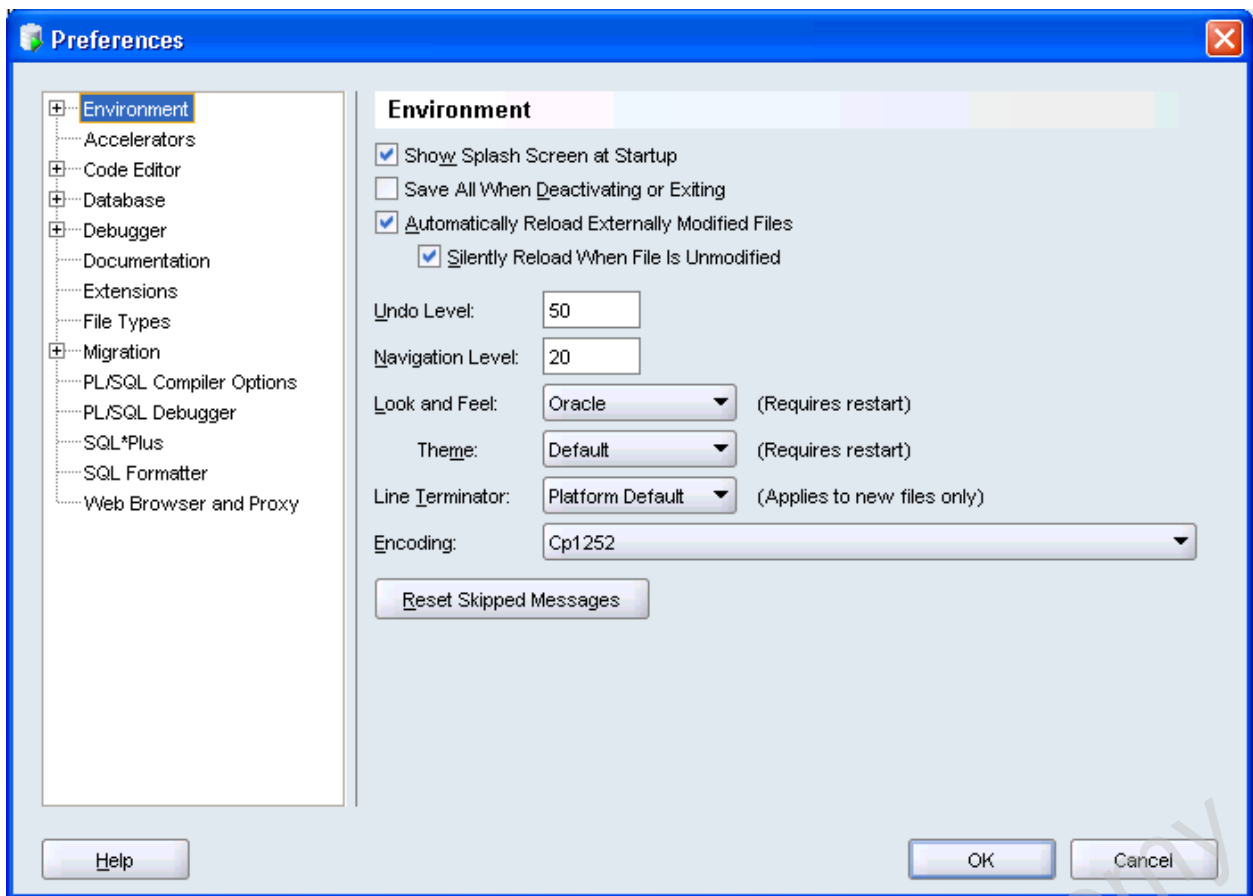 Preferences
Environment
Accelerators
Code Editor
Database
Debugger
Documentation
Extensions
File Types
Migration
PL/SQL Compiler Options
PL/SQL Debugger
SQL*Plus
SQL Formatter
Web Browser and Proxy
Environment
Show Splash Screen at Startup
Save All When Deactivating or Exiting
Automatically Reload Externally Modified Files
Silently Reload When File Is Unmodified
Undo Level: 50
Navigation Level: 20
Look and Feel: Oracle (Requires restart)
Theme: Default (Requires restart)
Line Terminator: Platform Default (Applies to new files only)
Encoding: Cp1252
Reset Skipped Messages
Help OK Cancel